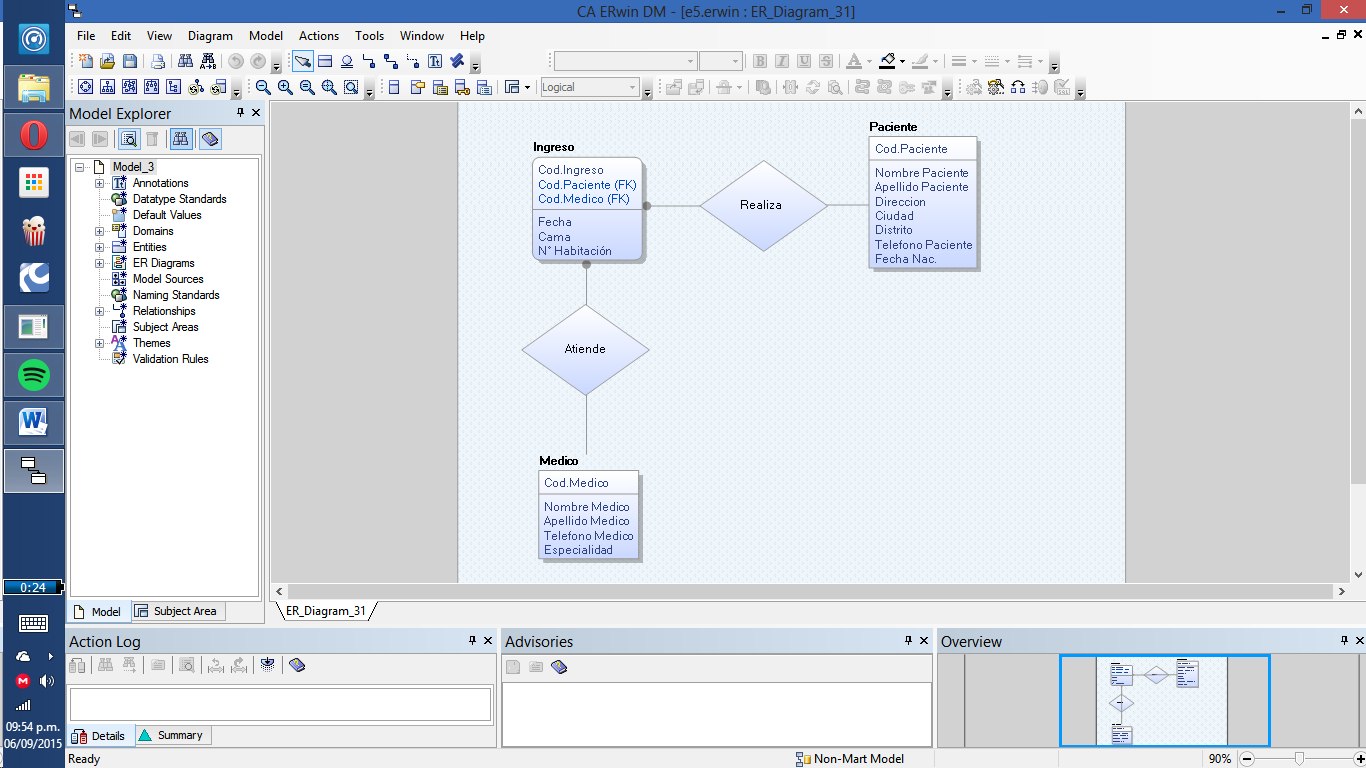 CA ERwin DM - [e5.erwin : ER_Diagram_31]
File Edit View Diagram Model Actions Tools Window Help
B I U S A
Logical
Model Explorer
Model_3
Annotations
Datatype Standards
Default Values
Domains
Entities
ER Diagrams
Model Sources
Naming Standards
Relationships
Subject Areas
Themes
Validation Rules
Model Subject Area
Ingreso
Cod.Ingreso
Cod.Paciente (FK)
Cod.Medico (FK)
Fecha
Cama
N° Habitación
Realiza
Paciente
Cod.Paciente
Nombre Paciente
Apellido Paciente
Direccion
Ciudad
Distrito
Telefono Paciente
Fecha Nac.
Atiende
Medico
Cod.Medico
Nombre Medico
Apellido Medico
Telefono Medico
Especialidad
ER_Diagram_31
Action Log
Details Summary
Advisories
Overview
0:24
09:54 p.m.
06/09/2015
Ready
Non-Mart Model
90%